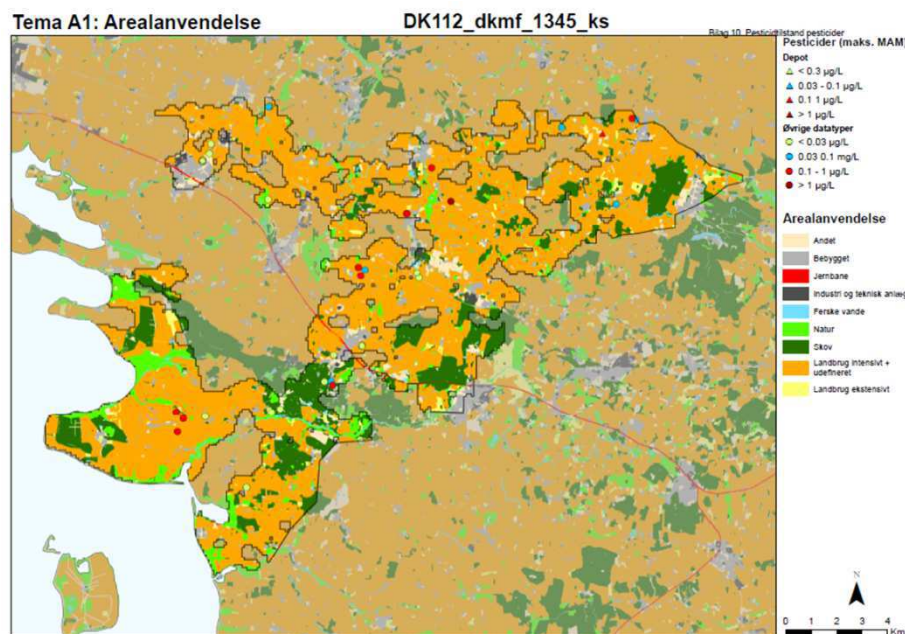 Tema A1: Arealanvendelse
DK112_dkmf_1345_ks
Bilag 10. Pesticidtilstand pesticider
Pesticider (maks. MAM)
Depot
< 0.3 µg/L
0.03 - 0.1 µg/L
0.1 1 µg/L
> 1 µg/L
Øvrige datatyper
< 0.03 µg/L
0.03 0.1 mg/L
0.1 - 1 µg/L
> 1 µg/L
Arealanvendelse
Andet
Bebygget
Jernbane
Industri og teknisk anlæg
Ferske vande
Natur
Skov
Landbrug intensivt +
udefineret
Landbrug ekstensivt
N
0 1 2 3 4
Km